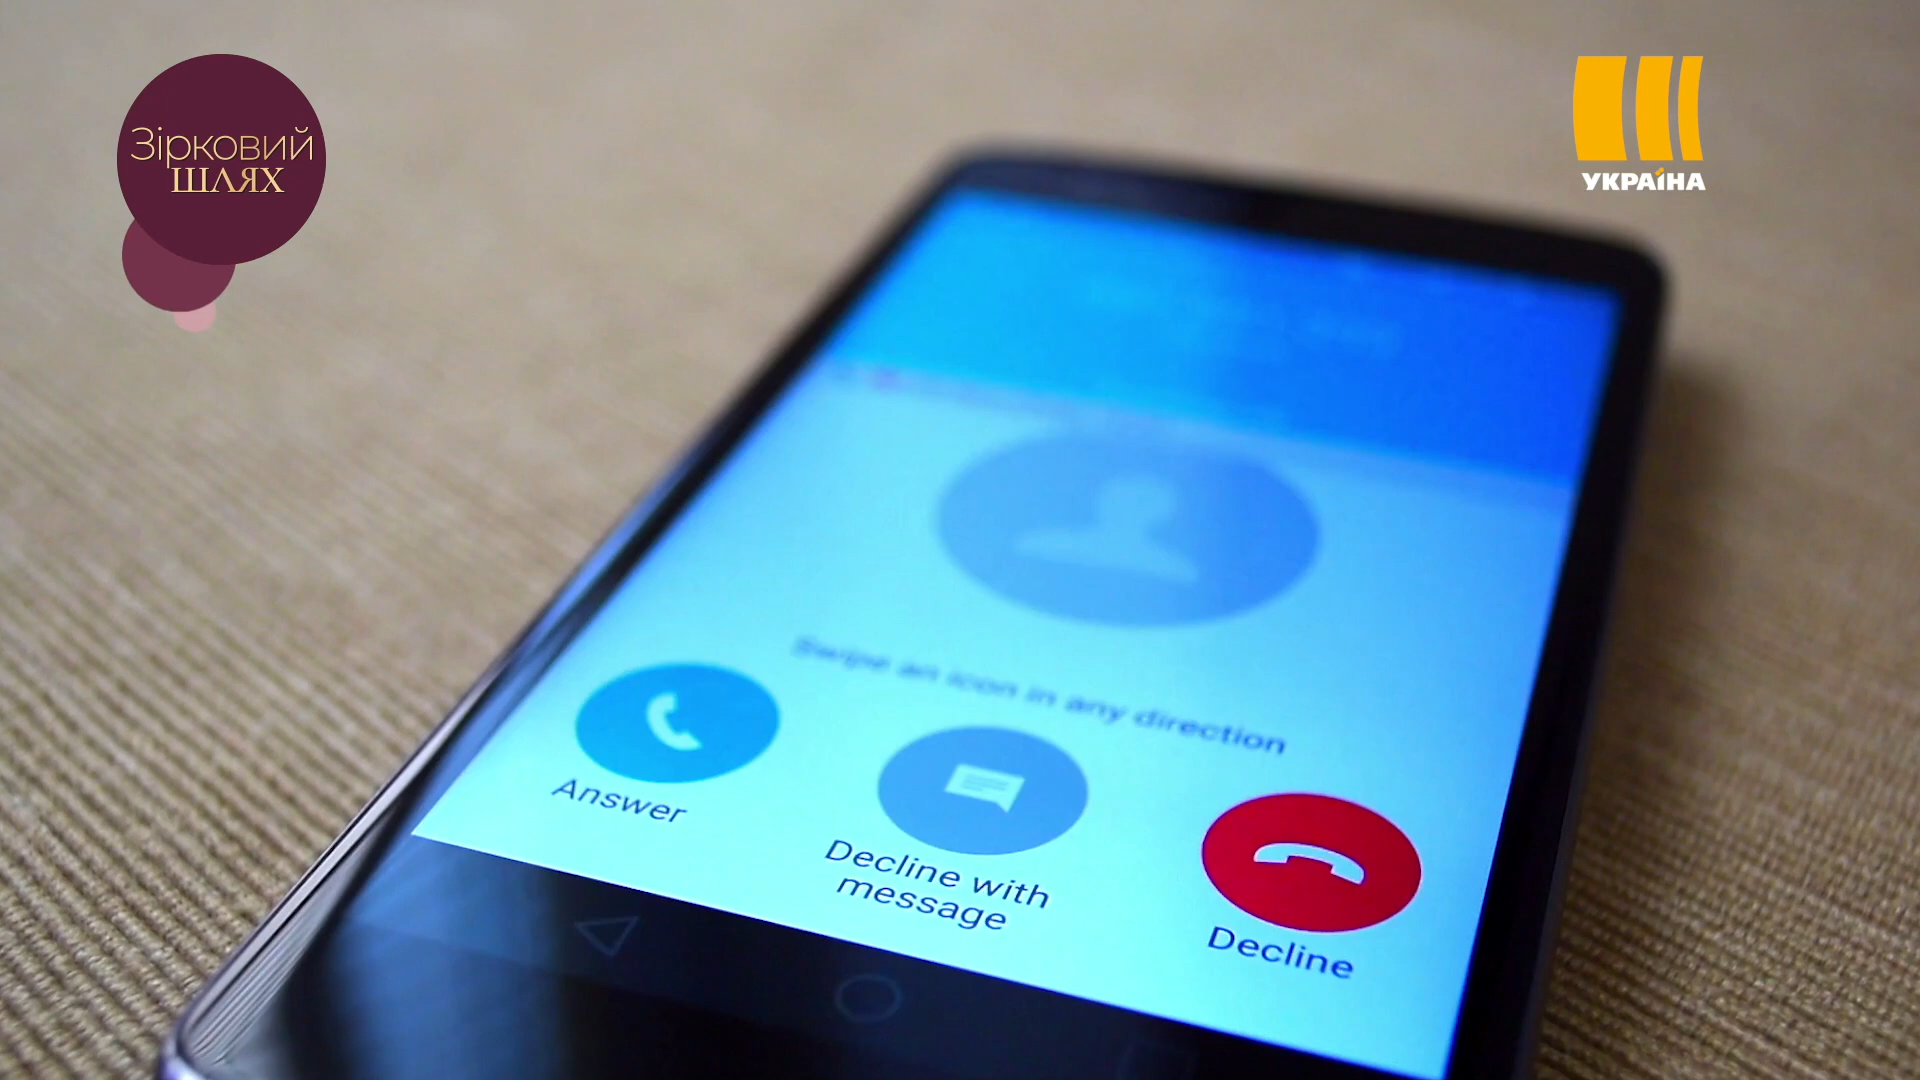 Зірковий
ШЛЯХ
УКРАЇНА
Swipe an icon in any direction
Answer
Decline with
message
Decline